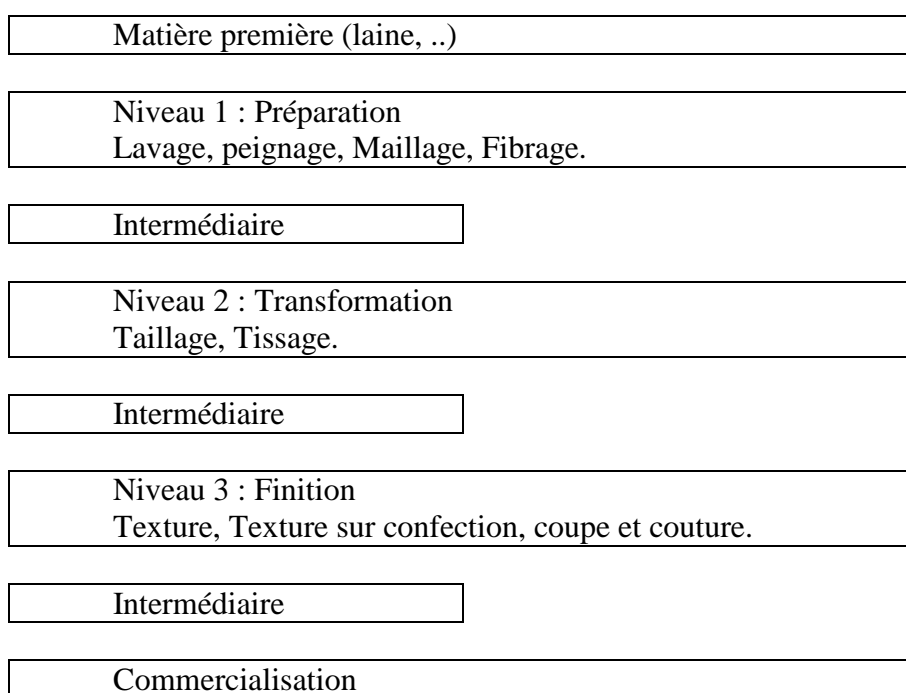 Matière première (laine, ..)
Niveau 1 : Préparation
Lavage, peignage, Maillage, Fibrage.
Intermédiaire
Niveau 2 : Transformation
Taillage, Tissage.
Intermédiaire
Niveau 3 : Finition
Texture, Texture sur confection, coupe et couture.
Intermédiaire
Commercialisation